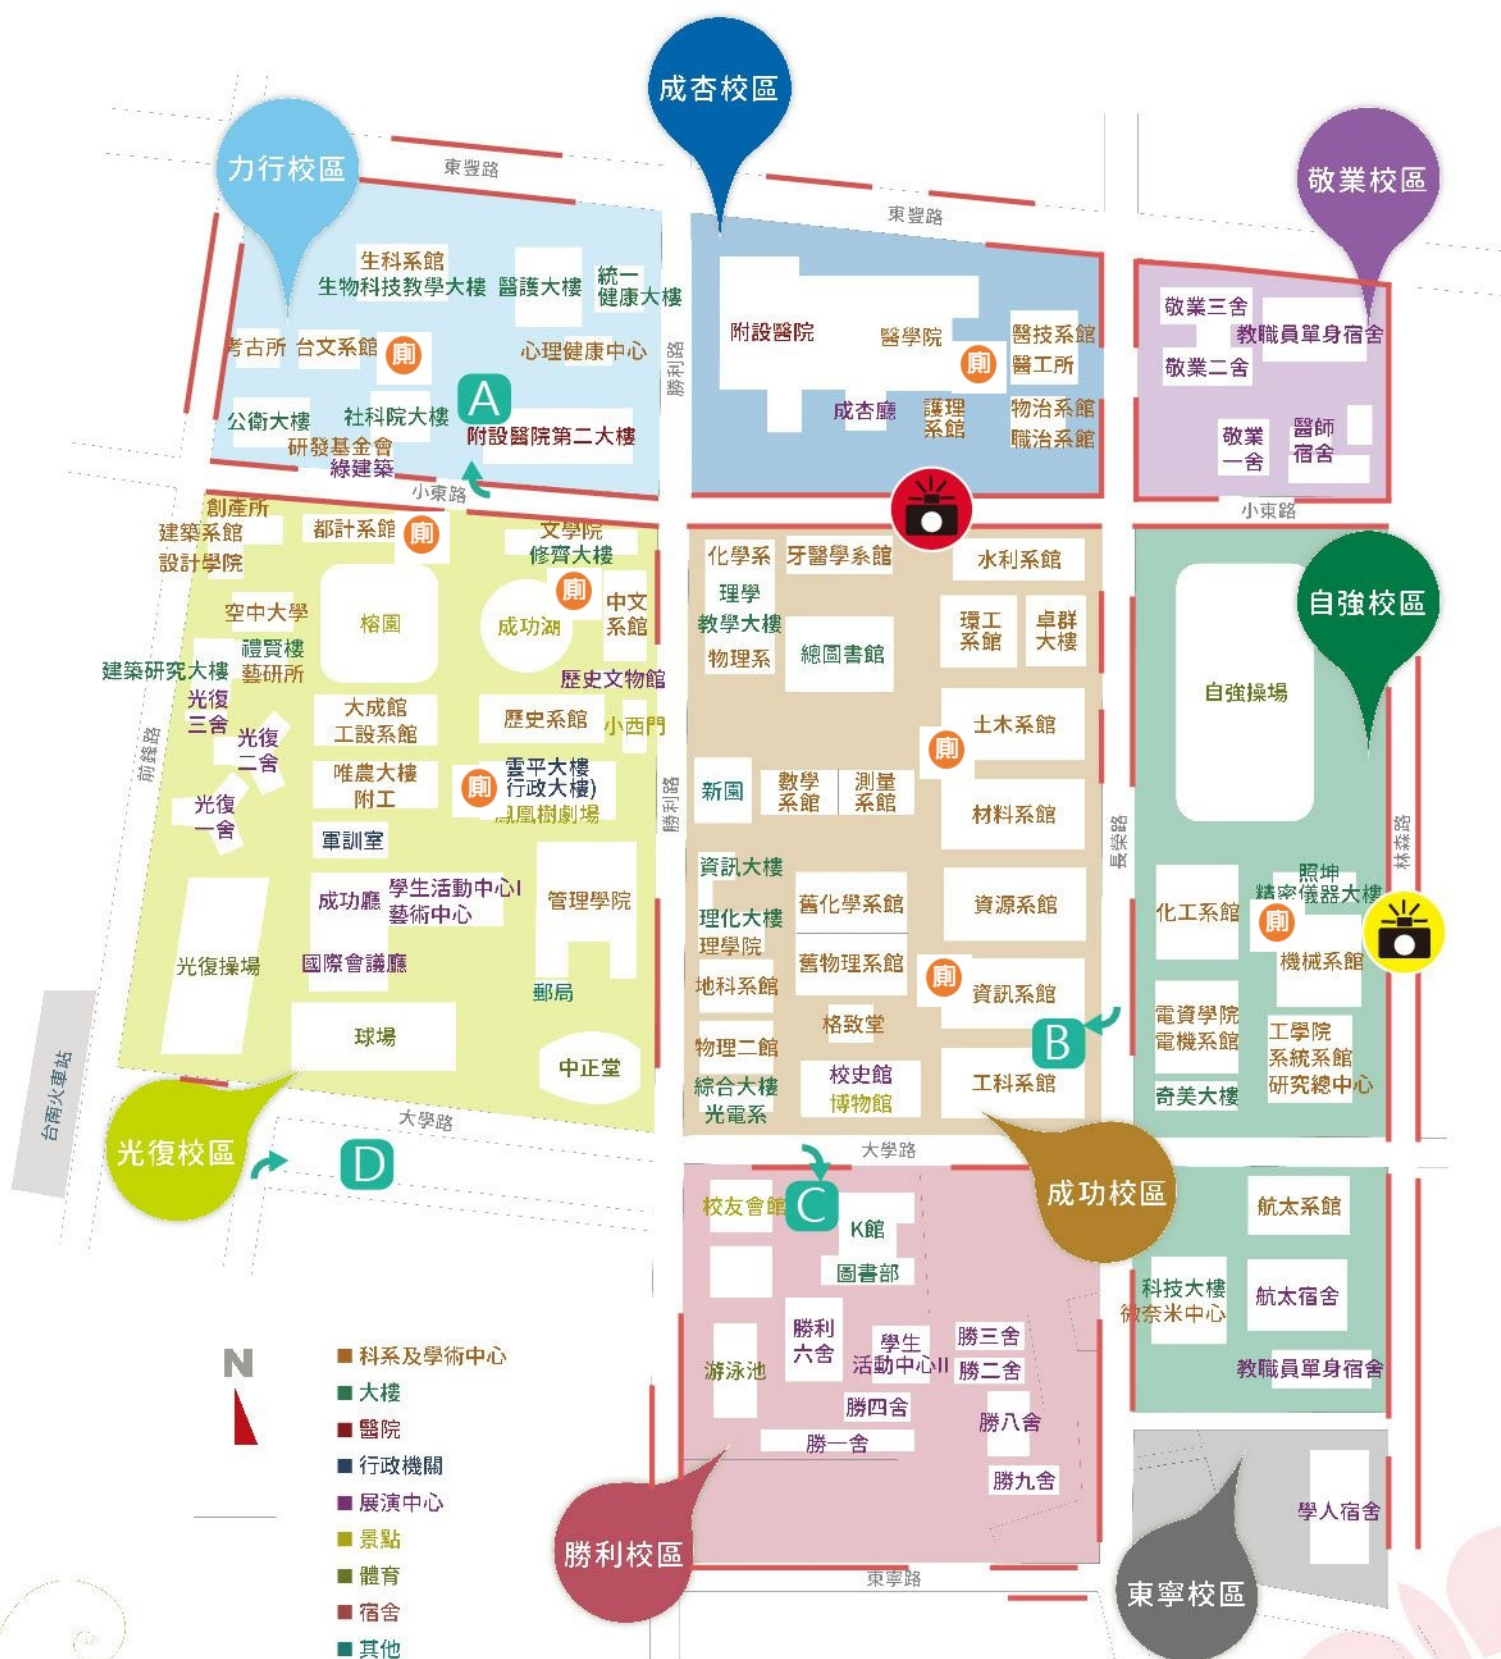 成杏校區
力行校區
敬業校區
東豐路
東豐路
生科系館
生物科技教學大樓
醫護大樓
統一
健康大樓
考古所
台文系館
廁
心理健康中心
公衛大樓
社科院大樓
A
研發基金會
綠建築
附設醫院第二大樓
小東路
勝利路
附設醫院
醫學院
醫技系館
醫工所
廁
成杏廳
護理
系館
物治系館
職治系館
敬業三舍
教職員單身宿舍
敬業二舍
敬業
一舍
醫師
宿舍
小東路
創產所
建築系館
設計學院
都計系館
廁
文學院
修齊大樓
廁
空中大學
榕園
成功湖
中文
系館
禮賢樓
建築研究大樓
藝研所
歷史文物館
光復
三舍
大成館
工設系館
歷史系館
小西門
光復
二舍
唯農大樓
附工
廁
雲平大樓
行政大樓)
鳳凰樹劇場
光復
一舍
軍訓室
前鋒路
成功廳
學生活動中心I
藝術中心
管理學院
光復操場
國際會議廳
郵局
球場
中正堂
台南火車站
光復校區
大學路
D
勝利路
化學系
牙醫學系館
水利系館
理學
教學大樓
總圖書館
環工
系館
卓群
大樓
物理系
土木系館
廁
新園
數學
系館
測量
系館
材料系館
資訊大樓
舊化學系館
資源系館
理化大樓
理學院
舊物理系館
廁
資訊系館
地科系館
格致堂
B
物理二館
校史館
博物館
工科系館
綜合大樓
光電系
長榮路
大學路
成功校區
自強校區
自強操場
林森路
照坤
精密儀器大樓
化工系館
廁
機械系館
電資學院
電機系館
工學院
系統系館
研究總中心
奇美大樓
校友會館
C
K館
圖書部
游泳池
勝利
六舍
學生
活動中心II
勝三舍
勝二舍
勝四舍
勝八舍
勝一舍
勝九舍
勝利校區
東寧路
航太系館
科技大樓
微奈米中心
航太宿舍
教職員單身宿舍
學人宿舍
東寧校區
N
科系及學術中心
大樓
醫院
行政機關
展演中心
景點
體育
宿舍
其他